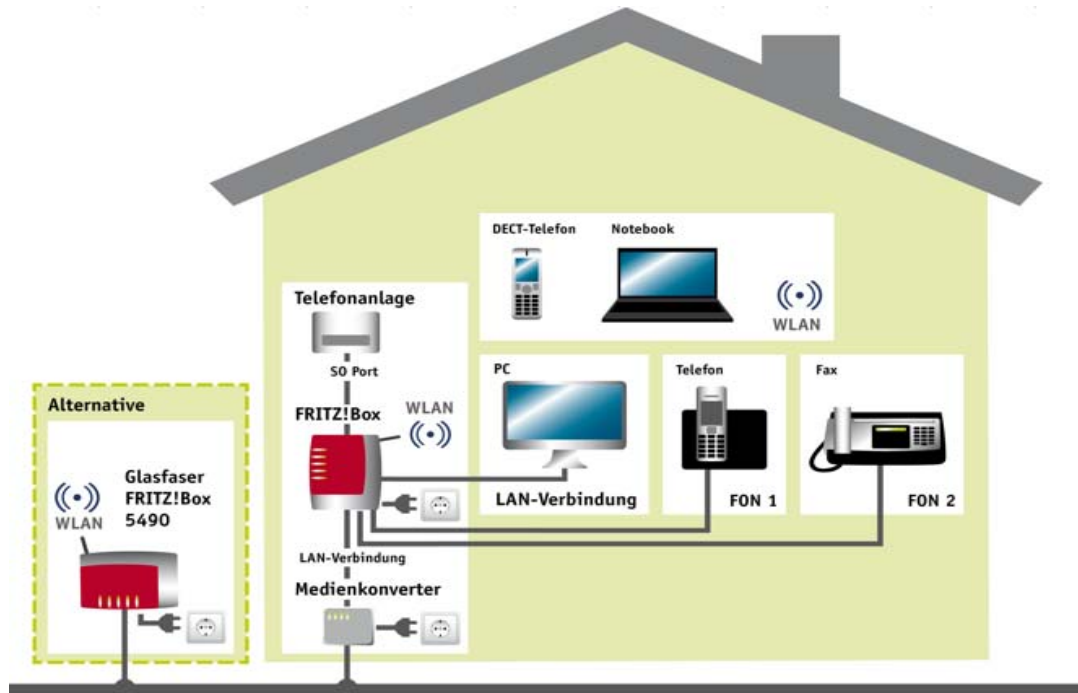 DECT-Telefon
Notebook
WLAN
Telefonanlage
SO Port
FRITZ!Box
WLAN
PC
LAN-Verbindung
Telefon
FON 1
Fax
FON 2
LAN-Verbindung
Medienkonverter
Alternative
Glasfaser
FRITZ!Box
5490
WLAN